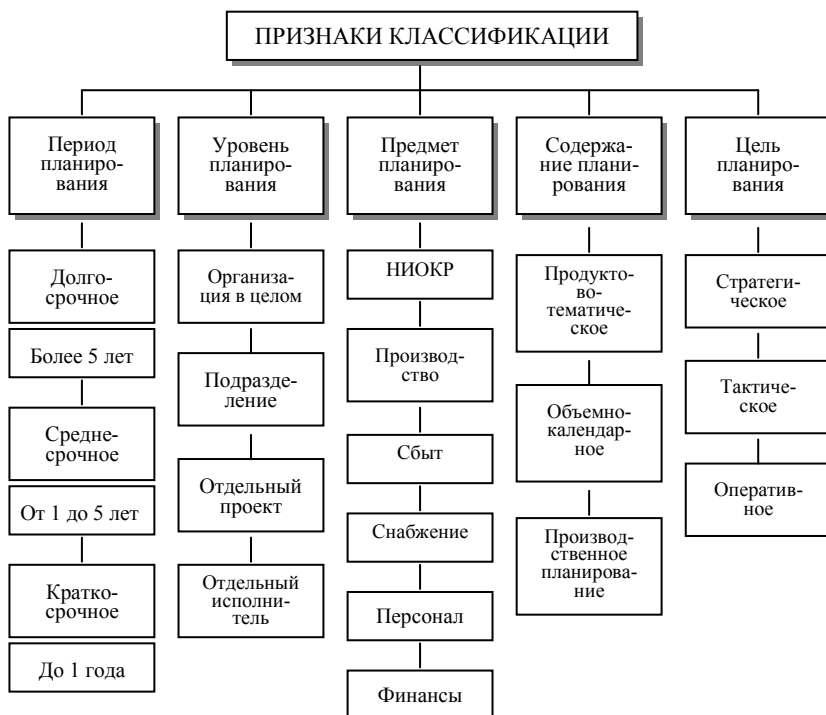 ПРИЗНАКИ КЛАССИФИКАЦИИ
Период
планиро-
вания
Долго-
срочное
Более 5 лет
Средне-
срочное
От 1 до 5 лет
Кратко-
срочное
До 1 года
Уровень
планиро-
вания
Организа-
ция в целом
Подразде-
ление
Отдельный
проект
Отдельный
исполни-
тель
Предмет
планиро-
вания
НИОКР
Производ-
ство
Сбыт
Снабжение
Персонал
Финансы
Содержа-
ние плани-
рования
Продукто-
во-
тематиче-
ское
Объемно-
календар-
ное
Производ-
ственное
планирова-
ние
Цель
планиро-
вания
Стратеги-
ческое
Тактиче-
ское
Оператив-
ное